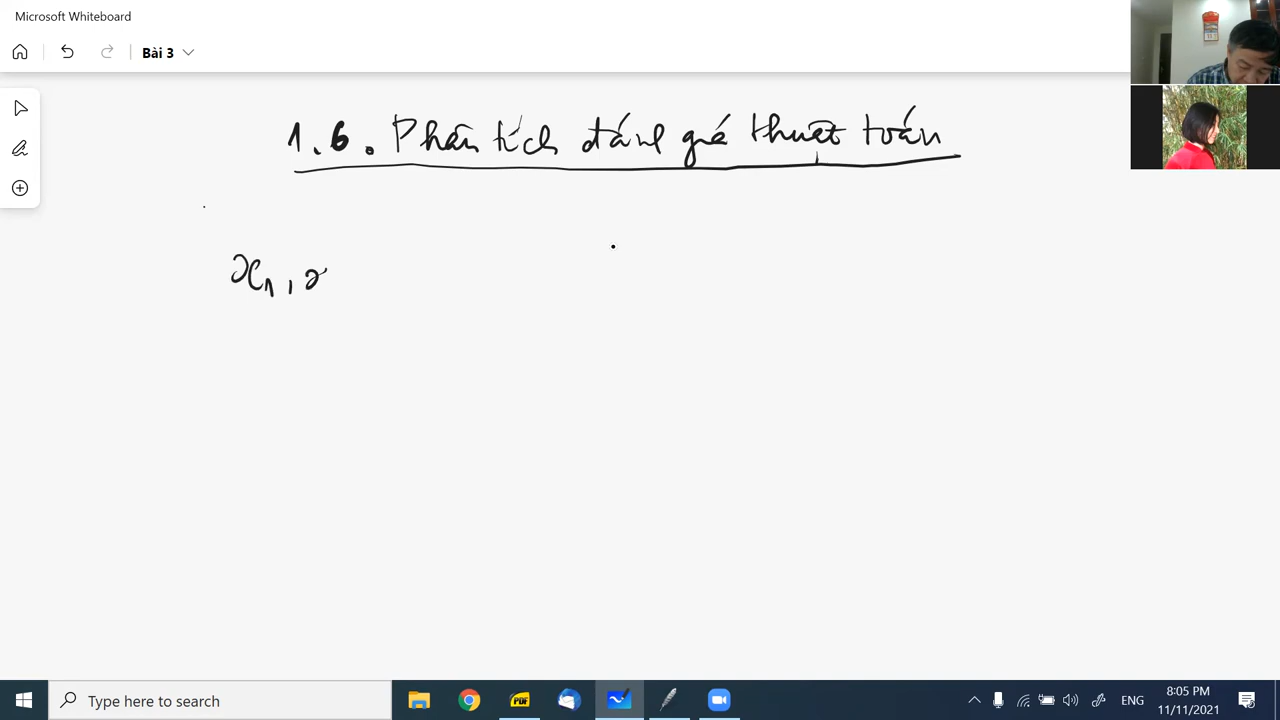 Microsoft Whiteboard
Bài 3
1.6. Phân tích đánh giá thuật toán
x₁, x
Type here to search
ENG
8:05 PM
11/11/2021